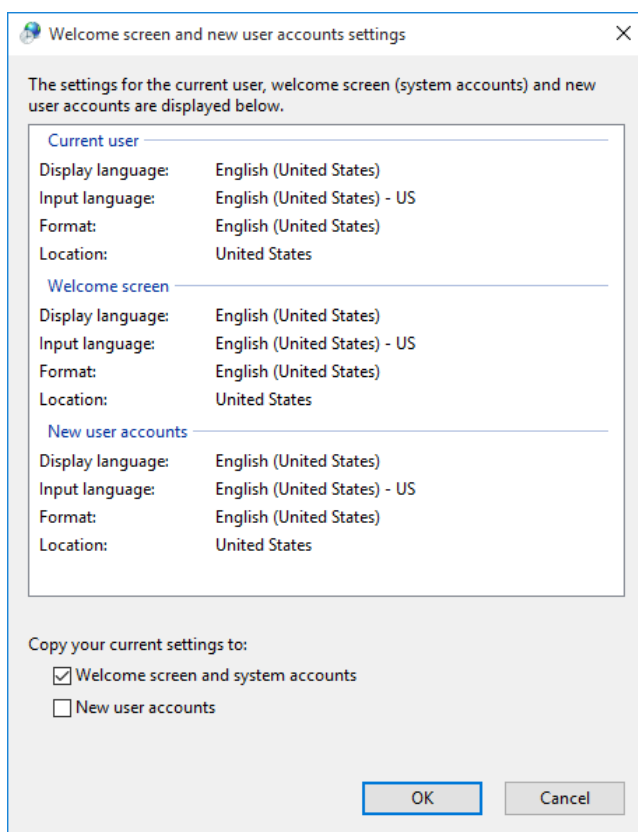 Welcome screen and new user accounts settings
The settings for the current user, welcome screen (system accounts) and new
user accounts are displayed below.
Current user
Display language: English (United States)
Input language: English (United States) - US
Format: English (United States)
Location: United States
Welcome screen
Display language: English (United States)
Input language: English (United States) - US
Format: English (United States)
Location: United States
New user accounts
Display language: English (United States)
Input language: English (United States) - US
Format: English (United States)
Location: United States
Copy your current settings to:
Welcome screen and system accounts
New user accounts
OK Cancel